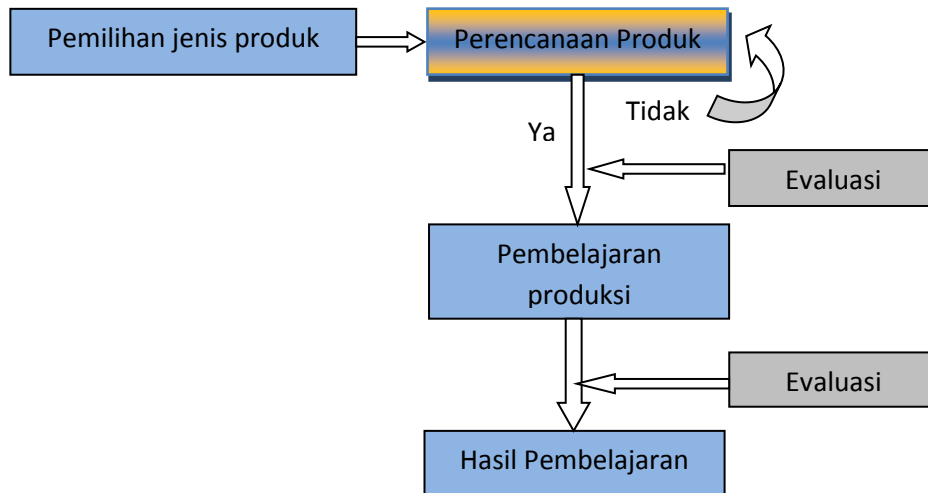 Pemilihan jenis produk
Perencanaan Produk
Tidak
Ya
Evaluasi
Pembelajaran
produksi
Evaluasi
Hasil Pembelajaran